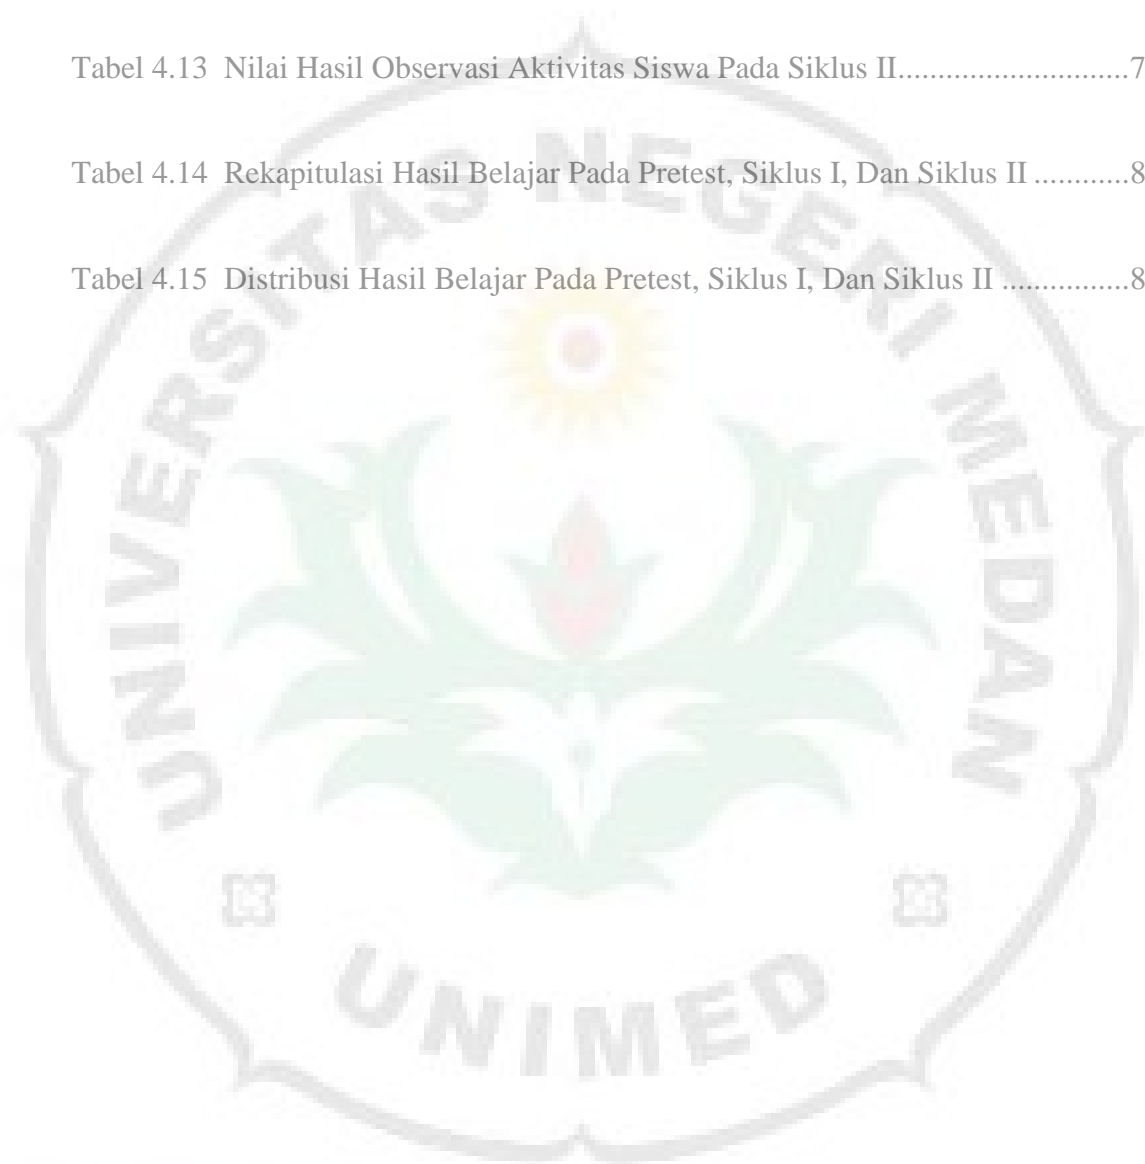 Tabel 4.13 Nilai Hasil Observasi Aktivitas Siswa Pada Siklus II............................7
Tabel 4.14 Rekapitulasi Hasil Belajar Pada Pretest, Siklus I, Dan Siklus II ............8
Tabel 4.15 Distribusi Hasil Belajar Pada Pretest, Siklus I, Dan Siklus II ................8
UNIVERSITAS NEGERI MEDAN
UNIMED